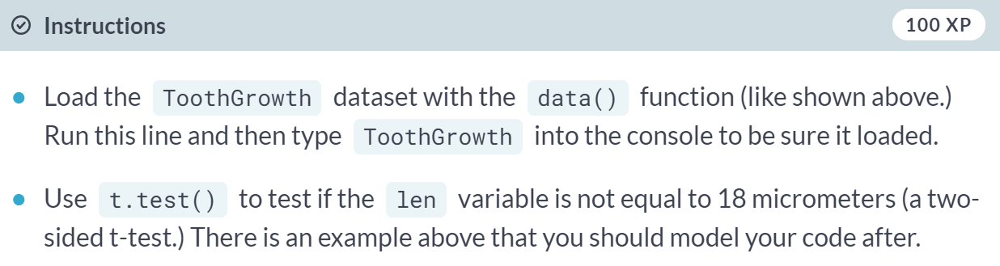 Instructions
100 XP
Load the ToothGrowth dataset with the data() function (like shown above.)
Run this line and then type ToothGrowth into the console to be sure it loaded.
Use t.test() to test if the len variable is not equal to 18 micrometers (a two-
sided t-test.) There is an example above that you should model your code after.